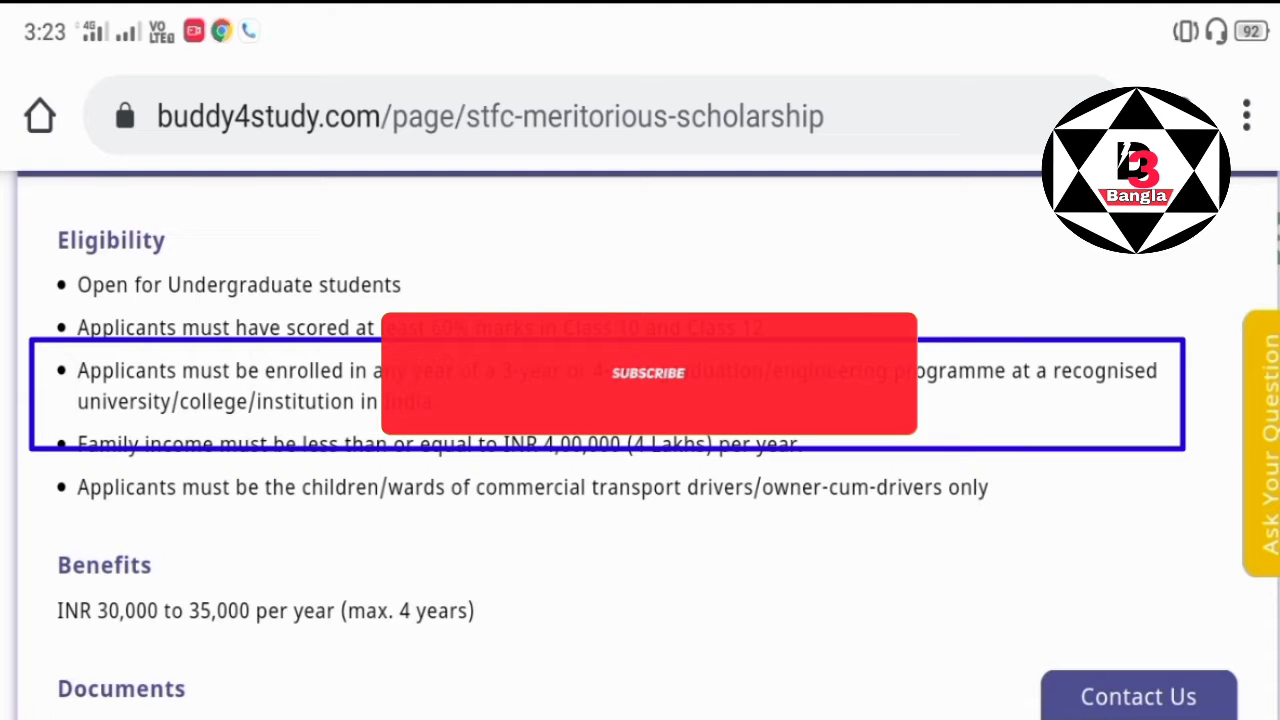 3:23 4G VO LTE 92
buddy4study.com/page/stfc-meritorious-scholarship
B3
Bangla
Eligibility
Open for Undergraduate students
Applicants must have scored at least 60% marks in Class 10 and Class 12
Applicants must be enrolled in any year of a 3-year or 4- graduation/engineering programme at a recognised
SUBSCRIBE
university/college/institution in India
Family income must be less than or equal to INR 4,00,000 (4 Lakhs) per year.
Applicants must be the children/wards of commercial transport drivers/owner-cum-drivers only
Ask Your Question
Benefits
INR 30,000 to 35,000 per year (max. 4 years)
Documents
Contact Us